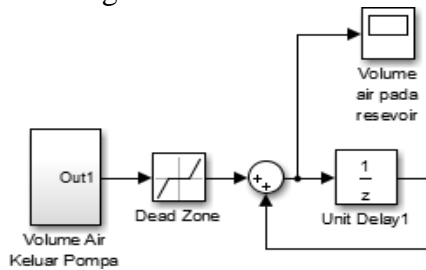 Volume
air pada
resevoir
Out1
+
+
1
z
Dead Zone
Unit Delay1
Volume Air
Keluar Pompa